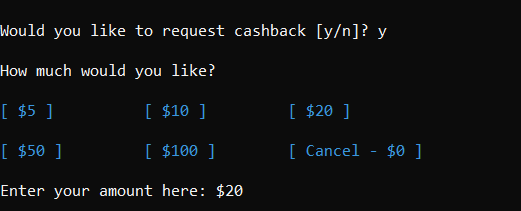 Would you like to request cashback [y/n]? y
How much would you like?
[ $5 ] [ $10 ] [ $20 ]
[ $50 ] [ $100 ] [ Cancel - $0 ]
Enter your amount here: $20